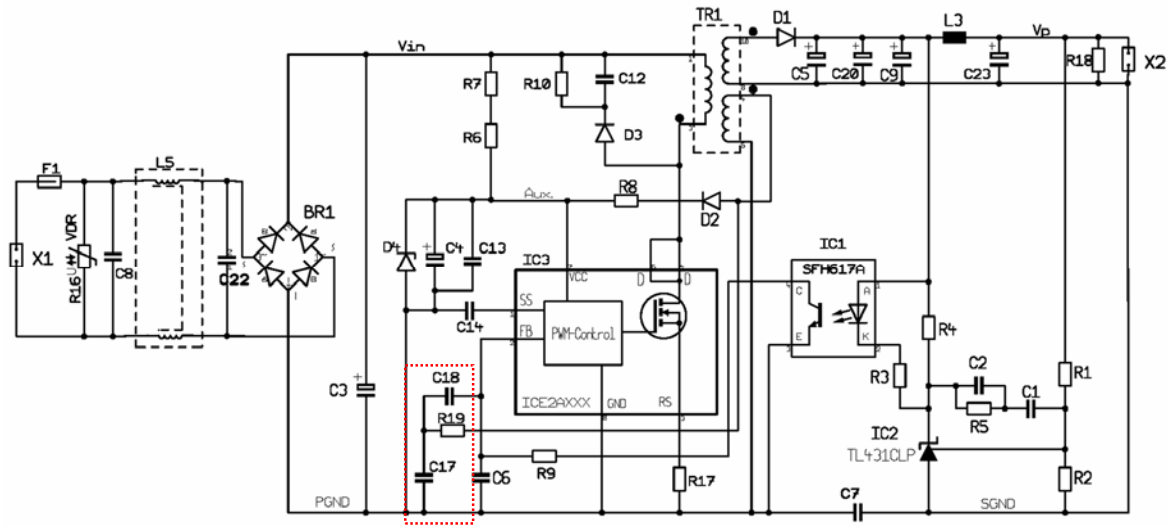 TR1
D1
L3
Vp
Vin
R7
R10
C12
C5
C20
C9
C23
R18
X2
R6
D3
F1
L5
Aux.
R8
D2
BR1
X1
R16
VDR
C8
C22
D4
C4
C13
IC3
VCC
D
D
IC1
SFH617A
C
A
E
K
SS
FB
C14
PWM-Control
R4
C3
C18
ICE2AXXX
GND
RS
R3
C2
R1
R5
C1
R19
IC2
TL431CLP
C17
C6
R9
R17
R2
PGND
C7
SGND